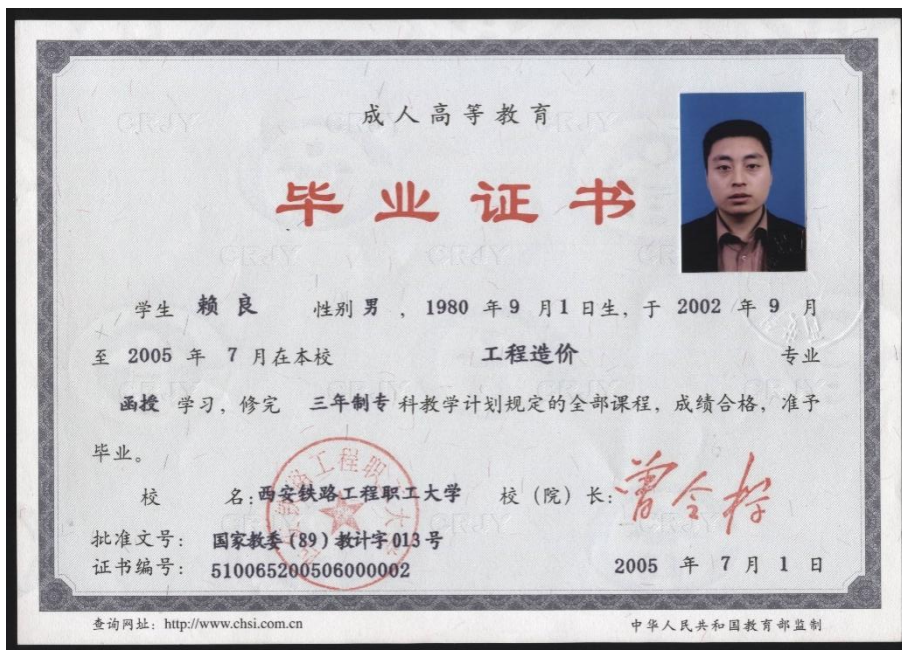 成人高等教育
毕业证书
学生 赖良 性别 男 ，1980 年 9 月 1 日生，于 2002 年 9 月
至 2005 年 7 月在本校 工程造价 专业
函授 学习，修完 三年制专 科教学计划规定的全部课程，成绩合格，准予
毕业。
校 名：西安铁路工程职工大学 校（院）长：
批准文号： 国家教委(89)教计字013号
证书编号： 510065200506000002 2005 年 7 月 1 日
查询网址：http://www.chsi.com.cn 中华人民共和国教育部监制